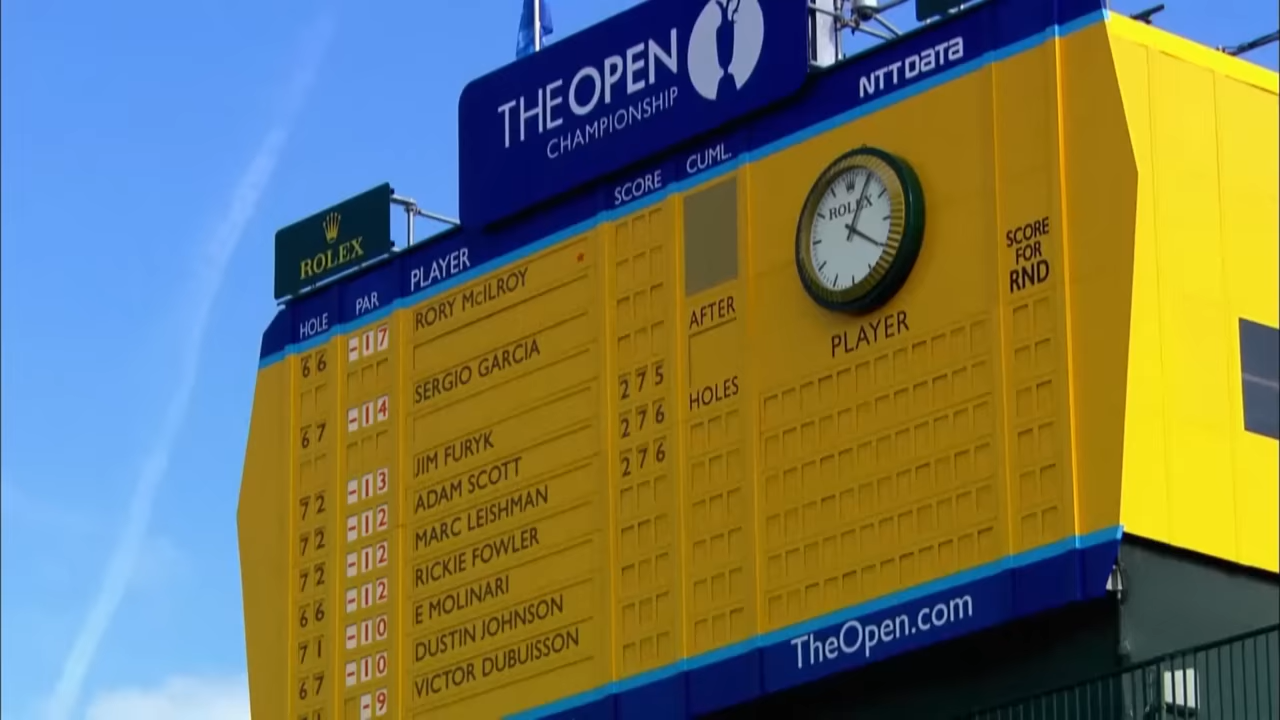 THE OPEN
CHAMPIONSHIP
NTT DATA
ROLEX
HOLE PAR PLAYER SCORE CUML.
ROLEX
66 -17 RORY McILROY
67 -14 SERGIO GARCIA
72 -13 JIM FURYK 275
72 -12 ADAM SCOTT 276
72 -12 MARC LEISHMAN 276
66 -12 RICKIE FOWLER
71 -10 E MOLINARI
67 -10 DUSTIN JOHNSON
-9 VICTOR DUBUISSON
AFTER
HOLES
PLAYER
SCORE
FOR
RND
TheOpen.com